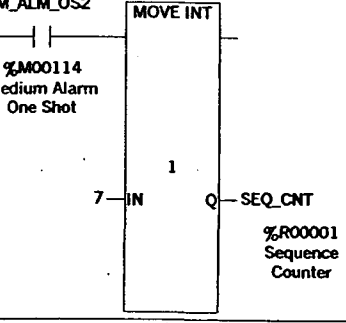 M_ALM_OS2
MOVE INT
%M00114
edium Alarm
One Shot
1
7
IN
Q
SEQ_CNT
%R00001
Sequence
Counter